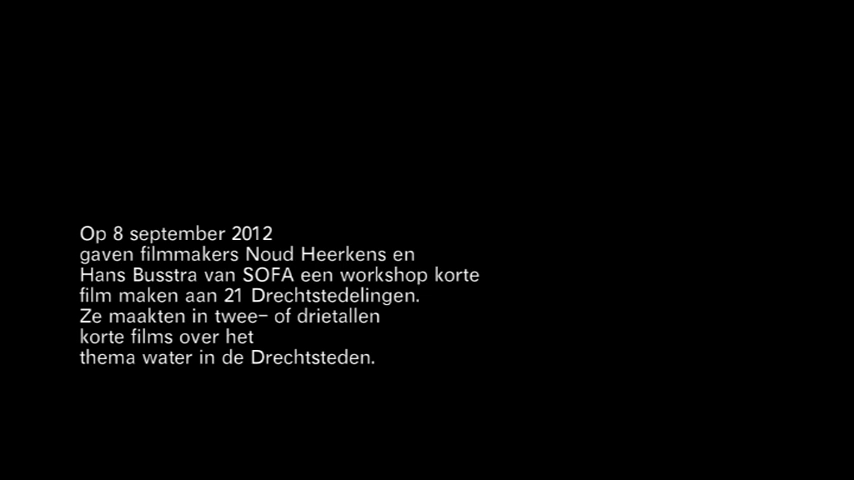 Op 8 september 2012
gaven filmmakers Noud Heerkens en
Hans Busstra van SOFA een workshop korte
film maken aan 21 Drechtstedelingen.
Ze maakten in twee- of drietallen
korte films over het
thema water in de Drechtsteden.